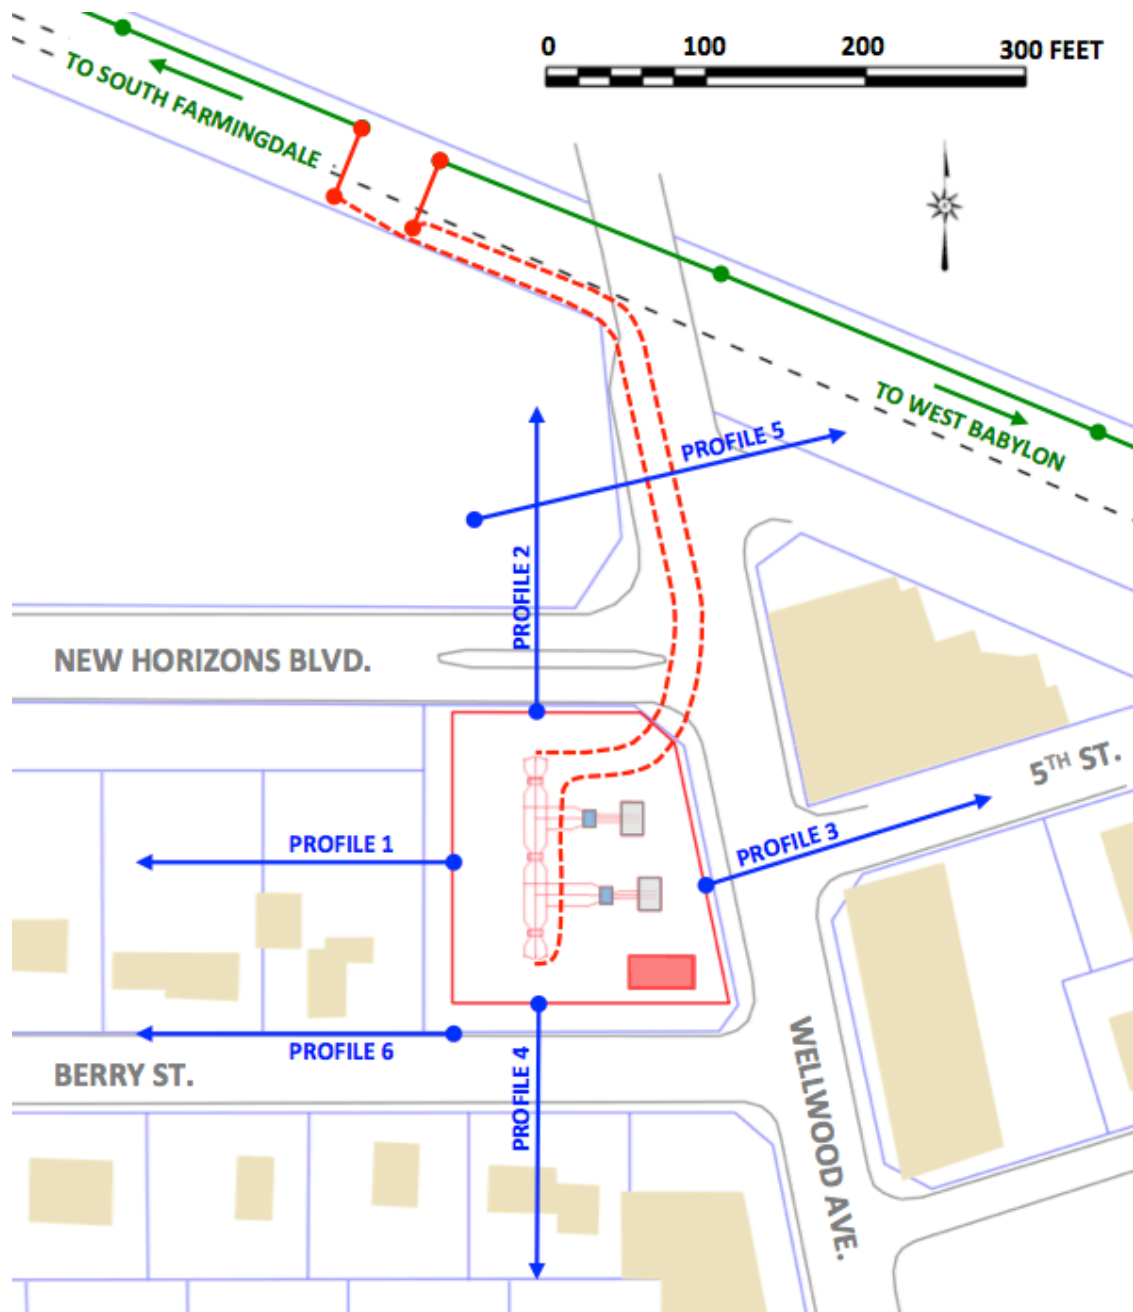 0 100 200 300 FEET
TO SOUTH FARMINGDALE
TO WEST BABYLON
PROFILE 5
PROFILE 2
NEW HORIZONS BLVD.
5TH ST.
PROFILE 1
PROFILE 3
PROFILE 6
PROFILE 4
BERRY ST.
WELLWOOD AVE.